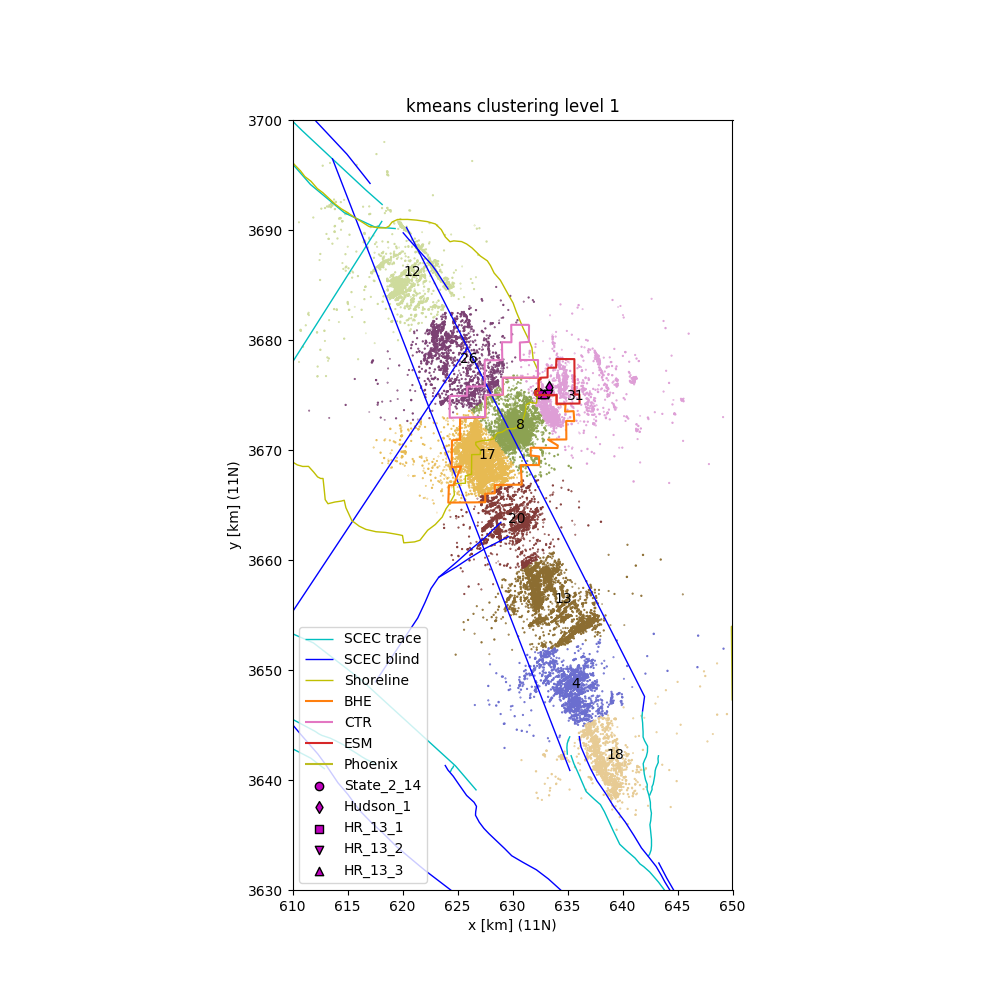 kmeans clustering level 1
3700
3690
3680
3670
3660
3650
3640
3630
y [km] (11N)
12
26
31
8
17
20
13
4
18
SCEC trace
SCEC blind
Shoreline
BHE
CTR
ESM
Phoenix
State_2_14
Hudson_1
HR_13_1
HR_13_2
HR_13_3
610 615 620 625 630 635 640 645 650
x [km] (11N)